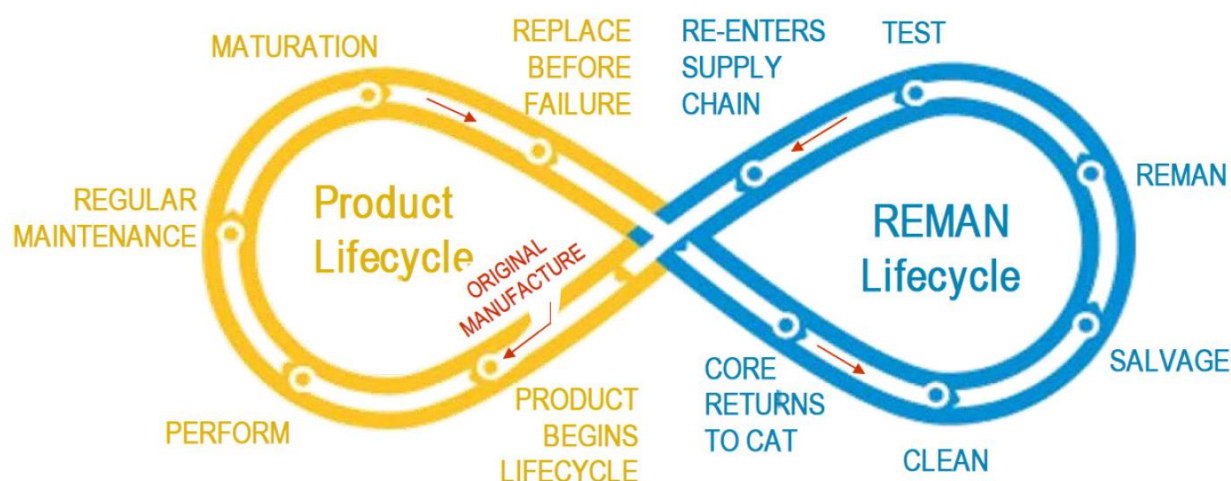 MATURATION
REPLACE
BEFORE
FAILURE
RE-ENTERS
SUPPLY
CHAIN
TEST
REGULAR
MAINTENANCE
Product
Lifecycle
ORIGINAL
MANUFACTURE
REMAN
Lifecycle
REMAN
PERFORM
PRODUCT
BEGINS
LIFECYCLE
CORE
RETURNS
TO CAT
CLEAN
SALVAGE